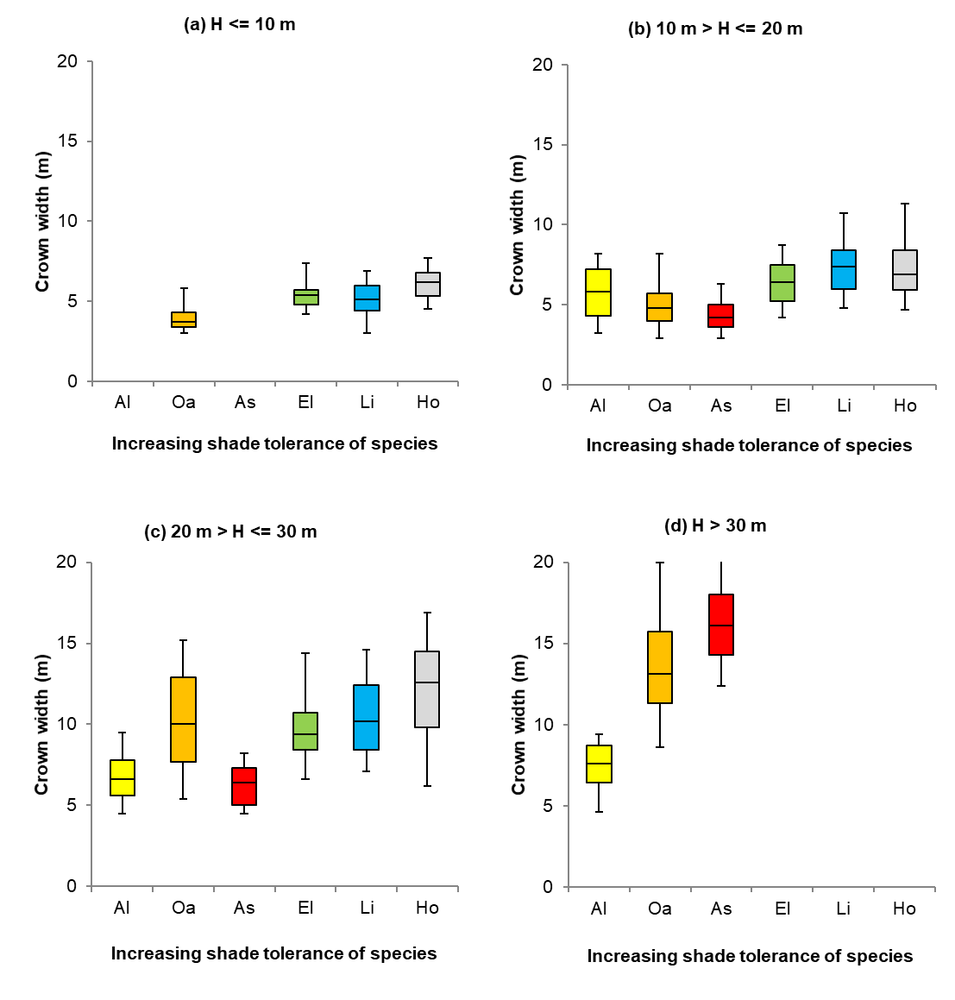 (a) H <= 10 m
20
15
10
5
0
Crown width (m)
Al Oa As El Li Ho
Increasing shade tolerance of species
(b) 10 m > H <= 20 m
20
15
10
5
0
Crown width (m)
Al Oa As El Li Ho
Increasing shade tolerance of species
(c) 20 m > H <= 30 m
20
15
10
5
0
Crown width (m)
Al Oa As El Li Ho
Increasing shade tolerance of species
(d) H > 30 m
20
15
10
5
0
Crown width (m)
Al Oa As El Li Ho
Increasing shade tolerance of species